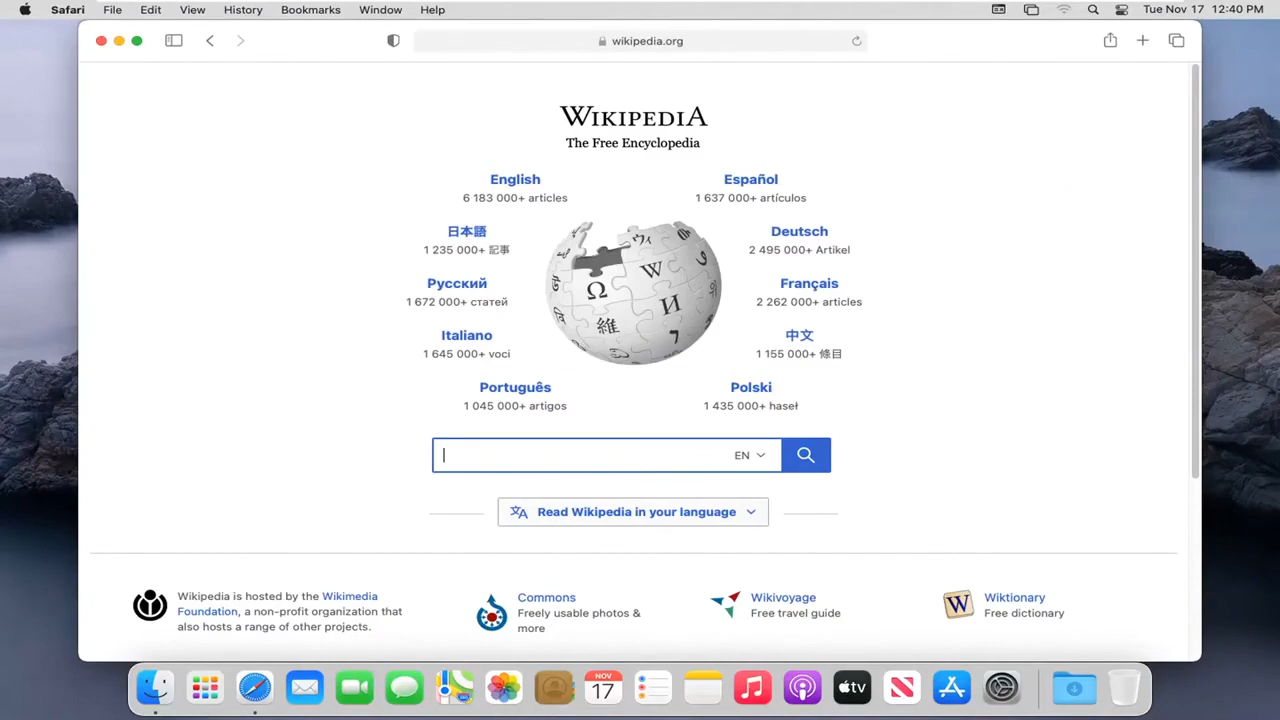 Safari File Edit View History Bookmarks Window Help Tue Nov 17 12:40 PM
wikipedia.org
WIKIPEDIA
The Free Encyclopedia
English
6 183 000+ articles
Español
1 637 000+ artículos
日本語
1 235 000+ 記事
Deutsch
2 495 000+ Artikel
Русский
1 672 000+ статей
Français
2 262 000+ articles
Italiano
1 645 000+ voci
中文
1 155 000+ 條目
Português
1 045 000+ artigos
Polski
1 435 000+ haseł
Ω W И 維 ウィ
EN
Read Wikipedia in your language
Wikipedia is hosted by the Wikimedia
Foundation, a non-profit organization that
also hosts a range of other projects.
Commons
Freely usable photos &
more
Wikivoyage
Free travel guide
W
Wiktionary
Free dictionary
NOV
17
tv